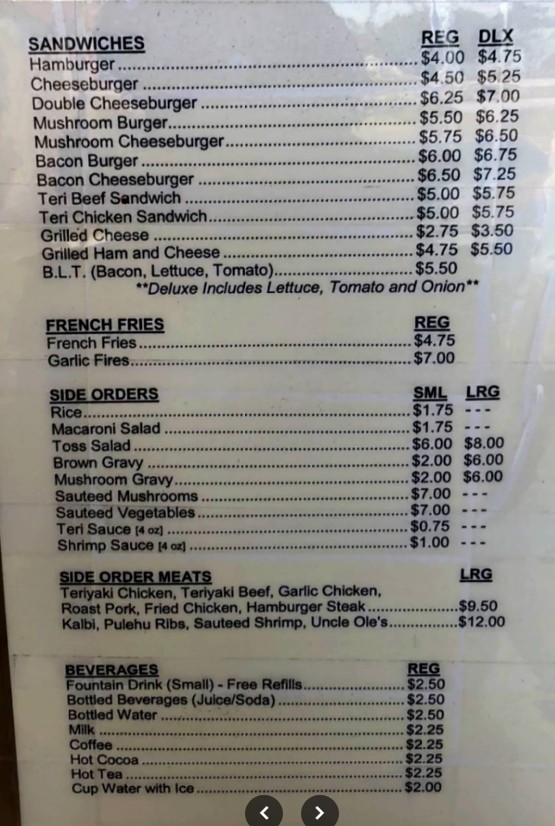 SANDWICHES REG DLX
Hamburger $4.00 $4.75
Cheeseburger $4.50 $5.25
Double Cheeseburger $6.25 $7.00
Mushroom Burger $5.50 $6.25
Mushroom Cheeseburger $5.75 $6.50
Bacon Burger $6.00 $6.75
Bacon Cheeseburger $6.50 $7.25
Teri Beef Sandwich $5.00 $5.75
Teri Chicken Sandwich $5.00 $5.75
Grilled Cheese $2.75 $3.50
Grilled Ham and Cheese $4.75 $5.50
B.L.T. (Bacon, Lettuce, Tomato) $5.50
**Deluxe Includes Lettuce, Tomato and Onion**
FRENCH FRIES REG
French Fries $4.75
Garlic Fires $7.00
SIDE ORDERS SML LRG
Rice $1.75 ---
Macaroni Salad $1.75 ---
Toss Salad $6.00 $8.00
Brown Gravy $2.00 $6.00
Mushroom Gravy $2.00 $6.00
Sauteed Mushrooms $7.00 ---
Sauteed Vegetables $7.00 ---
Teri Sauce [4 oz] $0.75 ---
Shrimp Sauce [4 oz] $1.00 ---
SIDE ORDER MEATS LRG
Teriyaki Chicken, Teriyaki Beef, Garlic Chicken,
Roast Pork, Fried Chicken, Hamburger Steak $9.50
Kalbi, Pulehu Ribs, Sauteed Shrimp, Uncle Ole's $12.00
BEVERAGES REG
Fountain Drink (Small) - Free Refills $2.50
Bottled Beverages (Juice/Soda) $2.50
Bottled Water $2.50
Milk $2.25
Coffee $2.25
Hot Cocoa $2.25
Hot Tea $2.25
Cup Water with Ice $2.00